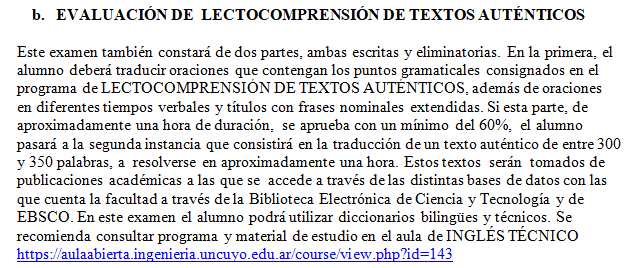 b. EVALUACIÓN DE LECTOCOMPRENSIÓN DE TEXTOS AUTÉNTICOS
Este examen también constará de dos partes, ambas escritas y eliminatorias. En la primera, el
alumno deberá traducir oraciones que contengan los puntos gramaticales consignados en el
programa de LECTOCOMPRENSIÓN DE TEXTOS AUTÉNTICOS, además de oraciones
en diferentes tiempos verbales y títulos con frases nominales extendidas. Si esta parte, de
aproximadamente una hora de duración, se aprueba con un mínimo del 60%, el alumno
pasará a la segunda instancia que consistirá en la traducción de un texto auténtico de entre 300
y 350 palabras, a resolverse en aproximadamente una hora. Estos textos serán tomados de
publicaciones académicas a las que se accede a través de las distintas bases de datos con las
que cuenta la facultad a través de la Biblioteca Electrónica de Ciencia y Tecnología y de
EBSCO. En este examen el alumno podrá utilizar diccionarios bilingües y técnicos. Se
recomienda consultar programa y material de estudio en el aula de INGLÉS TÉCNICO
https://aulaabierta.ingenieria.uncuyo.edu.ar/course/view.php?id=143